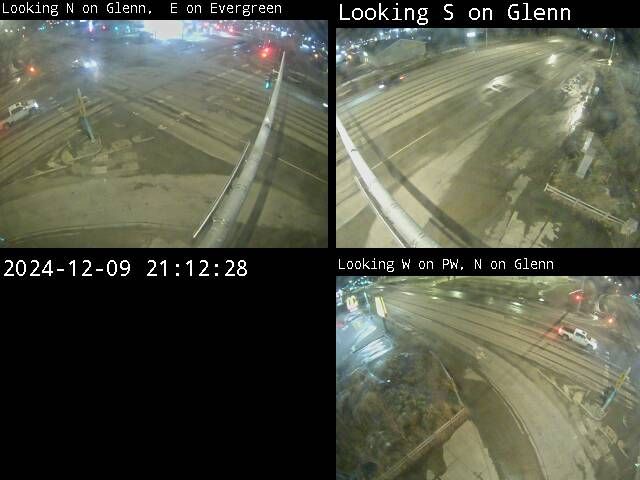 Looking N on Glenn,  E on Evergreen
Looking S on Glenn
2024-12-09 21:12:28
Looking W on PW, N on Glenn